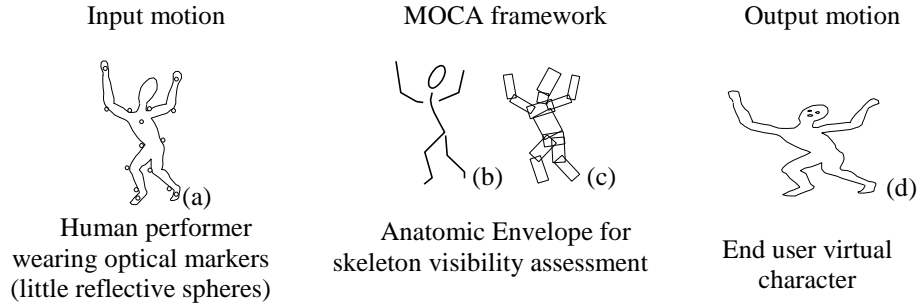 Input motion
MOCA framework
Output motion
(a)
(b)
(c)
(d)
Human performer
wearing optical markers
(little reflective spheres)
Anatomic Envelope for
skeleton visibility assessment
End user virtual
character